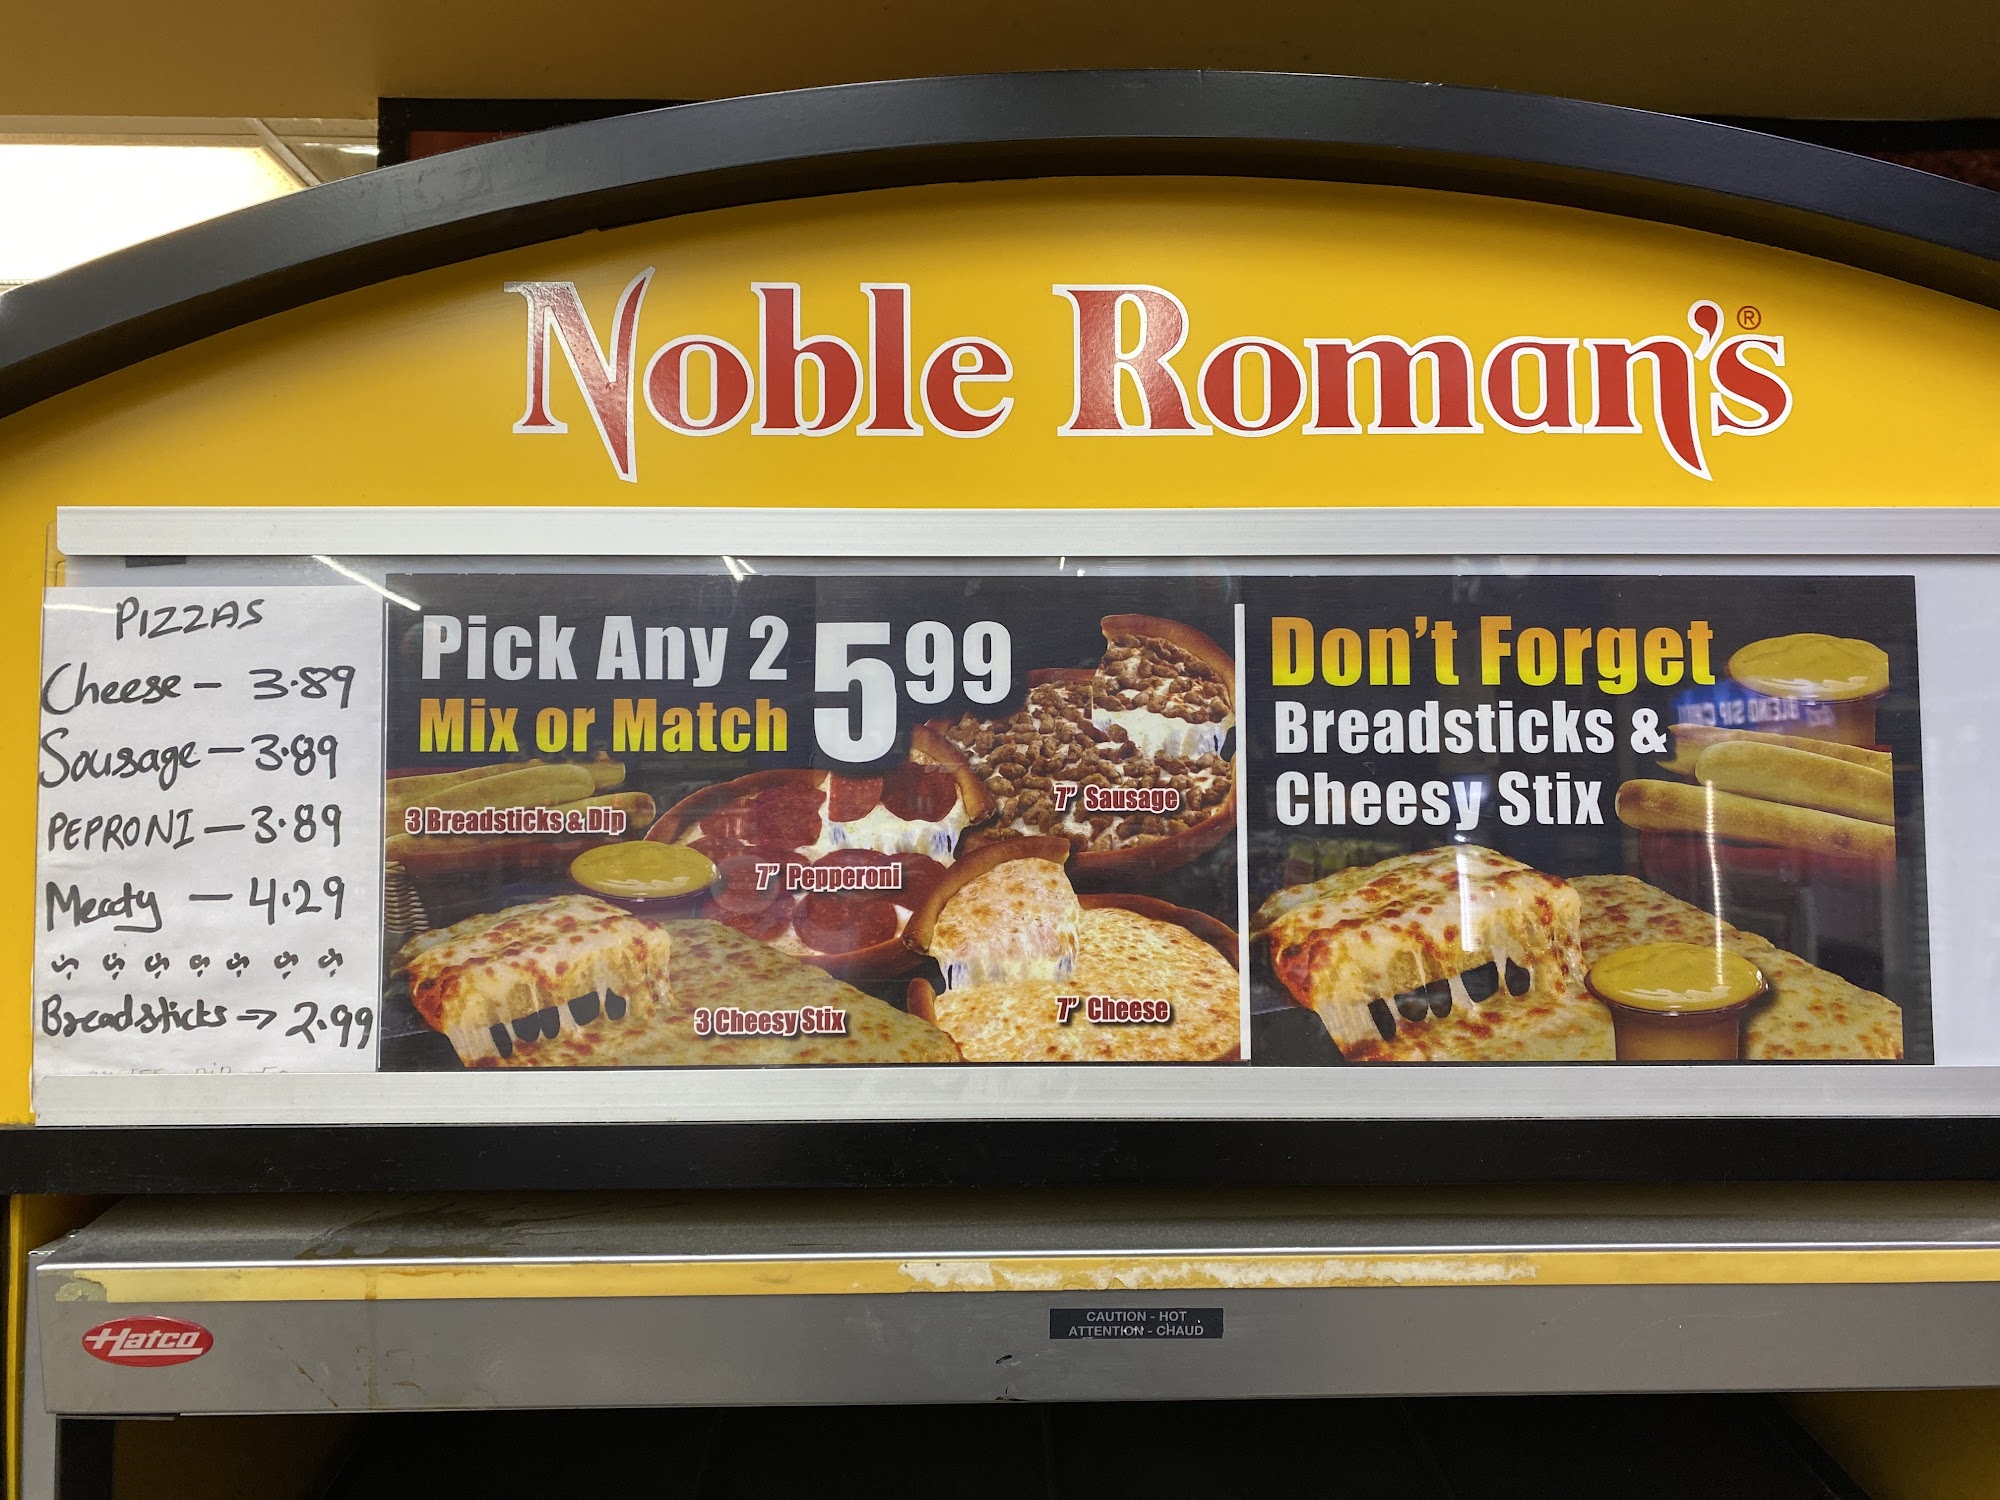 Noble Roman's®
PIZZAS
Cheese - 3.89
Sausage - 3.89
PEPRONI - 3.89
Meaty - 4.29
Breadsticks → 2.99
Pick Any 2
Mix or Match
5.99
3 Breadsticks & Dip
7" Sausage
7" Pepperoni
3 Cheesy Stix
7" Cheese
Don't Forget
Breadsticks &
Cheesy Stix
Hatco
CAUTION - HOT
ATTENTION - CHAUD